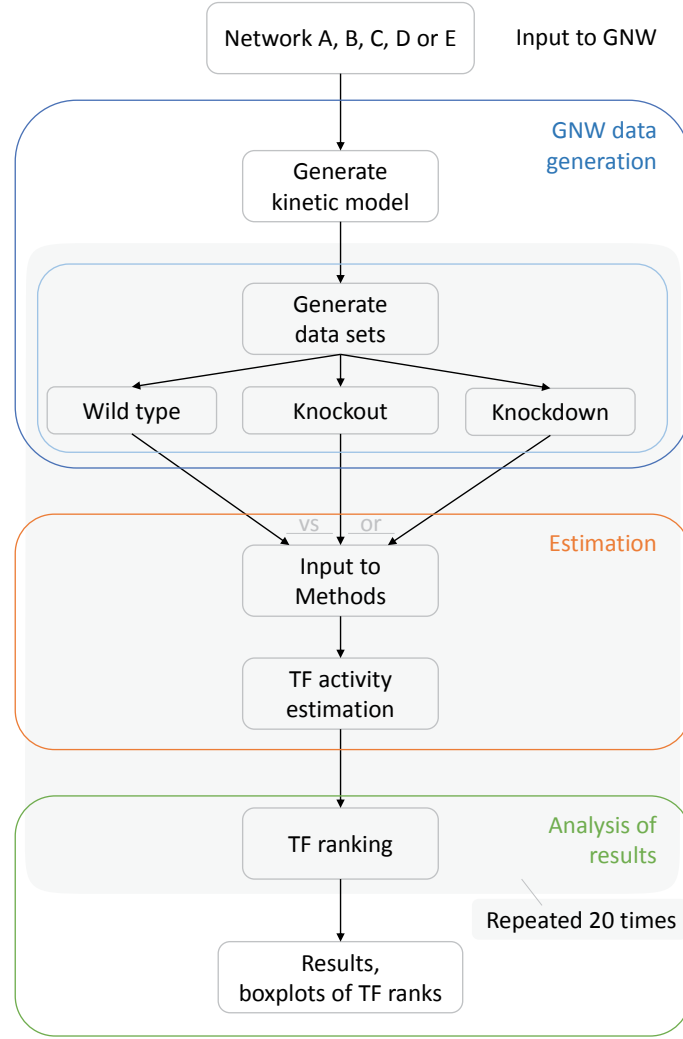 Network A, B, C, D or E
Input to GNW
GNW data
generation
Generate
kinetic model
Generate
data sets
Wild type
Knockout
Knockdown
vs
or
Estimation
Input to
Methods
TF activity
estimation
Analysis of
results
TF ranking
Repeated 20 times
Results,
boxplots of TF ranks